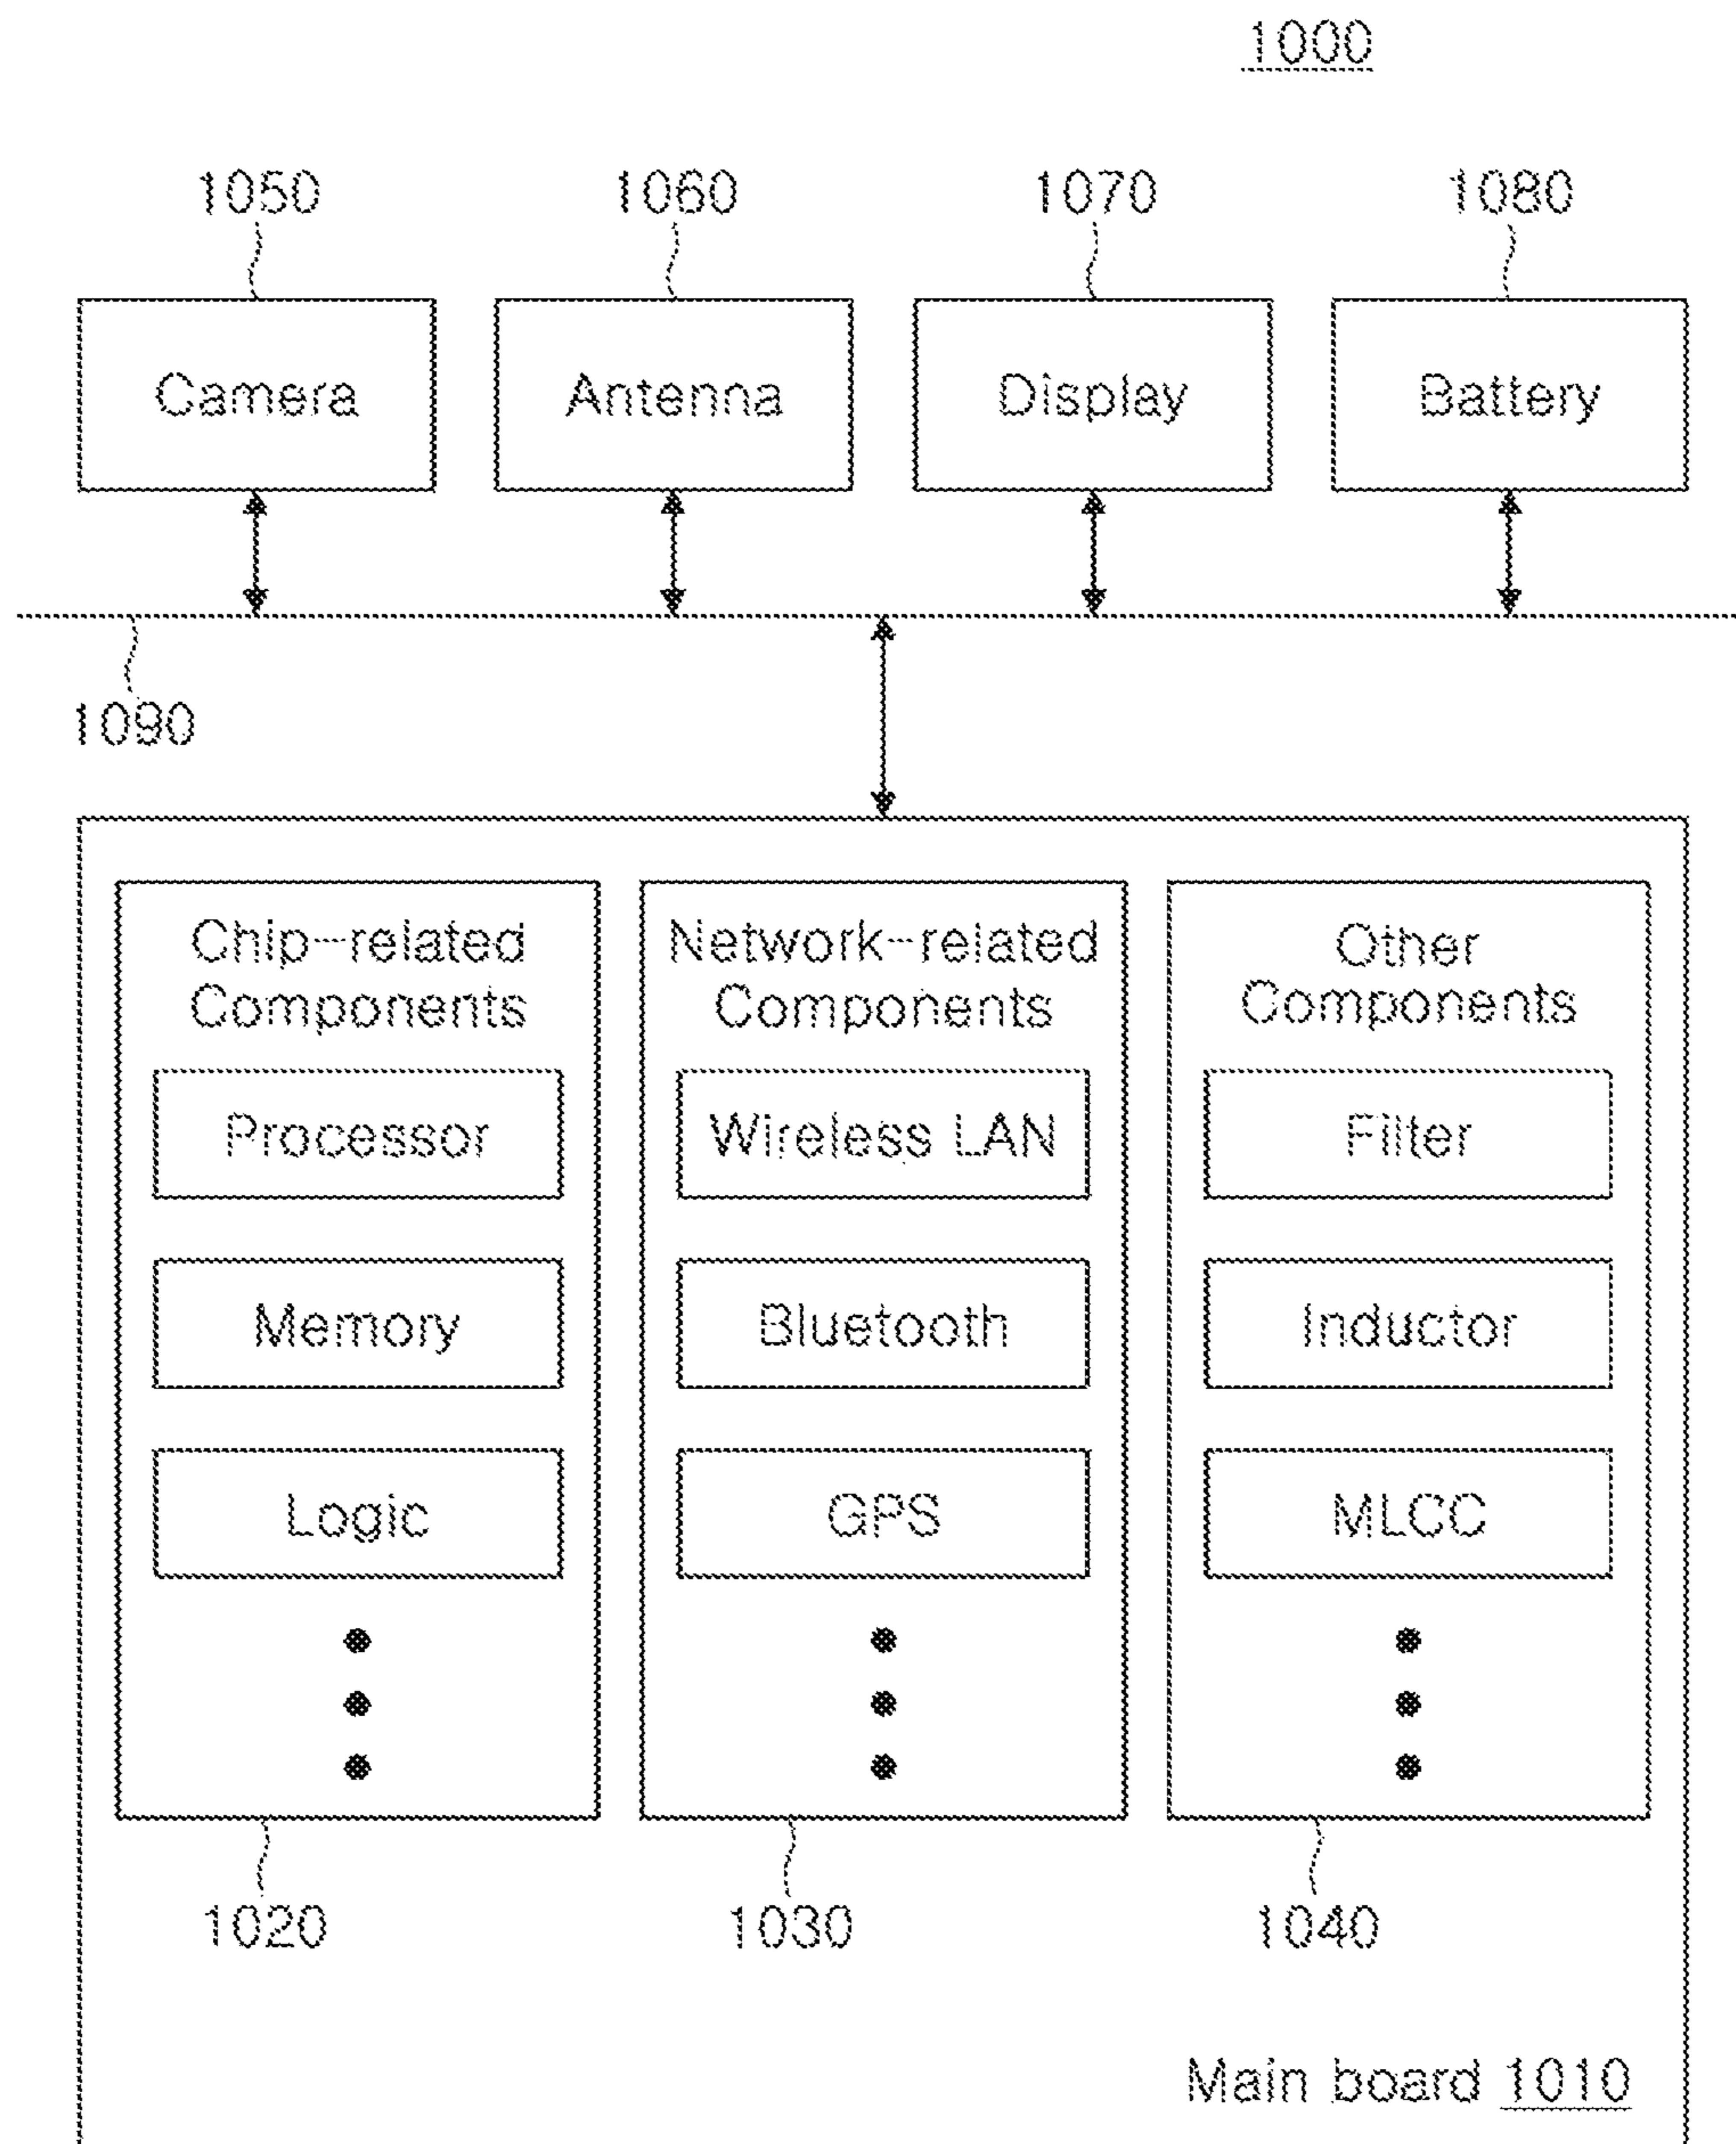 1000
1050 1060 1070 1080
Camera Antenna Display Battery
1090
Chip-related
Components
Processor
Memory
Logic
1020
Network-related
Components
Wireless LAN
Bluetooth
GPS
1030
Other
Components
Filter
Inductor
MLCC
1040
Main board 1010